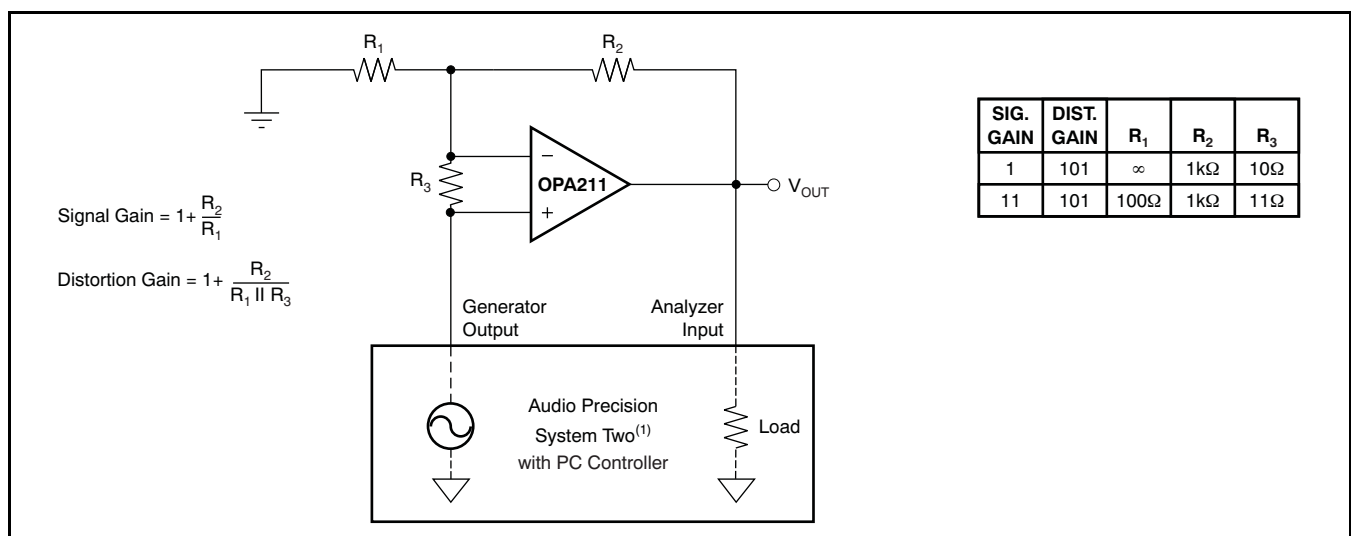 R1
R2
R3
−
OPA211
+
VOUT
Signal Gain = 1+ R2
R1
Distortion Gain = 1+ R2
R1 II R3
Generator
Output
Analyzer
Input
Audio Precision
System Two(1)
with PC Controller
Load
SIG. GAIN DIST. GAIN R1 R2 R3
1 101 ∞ 1kΩ 10Ω
11 101 100Ω 1kΩ 11Ω